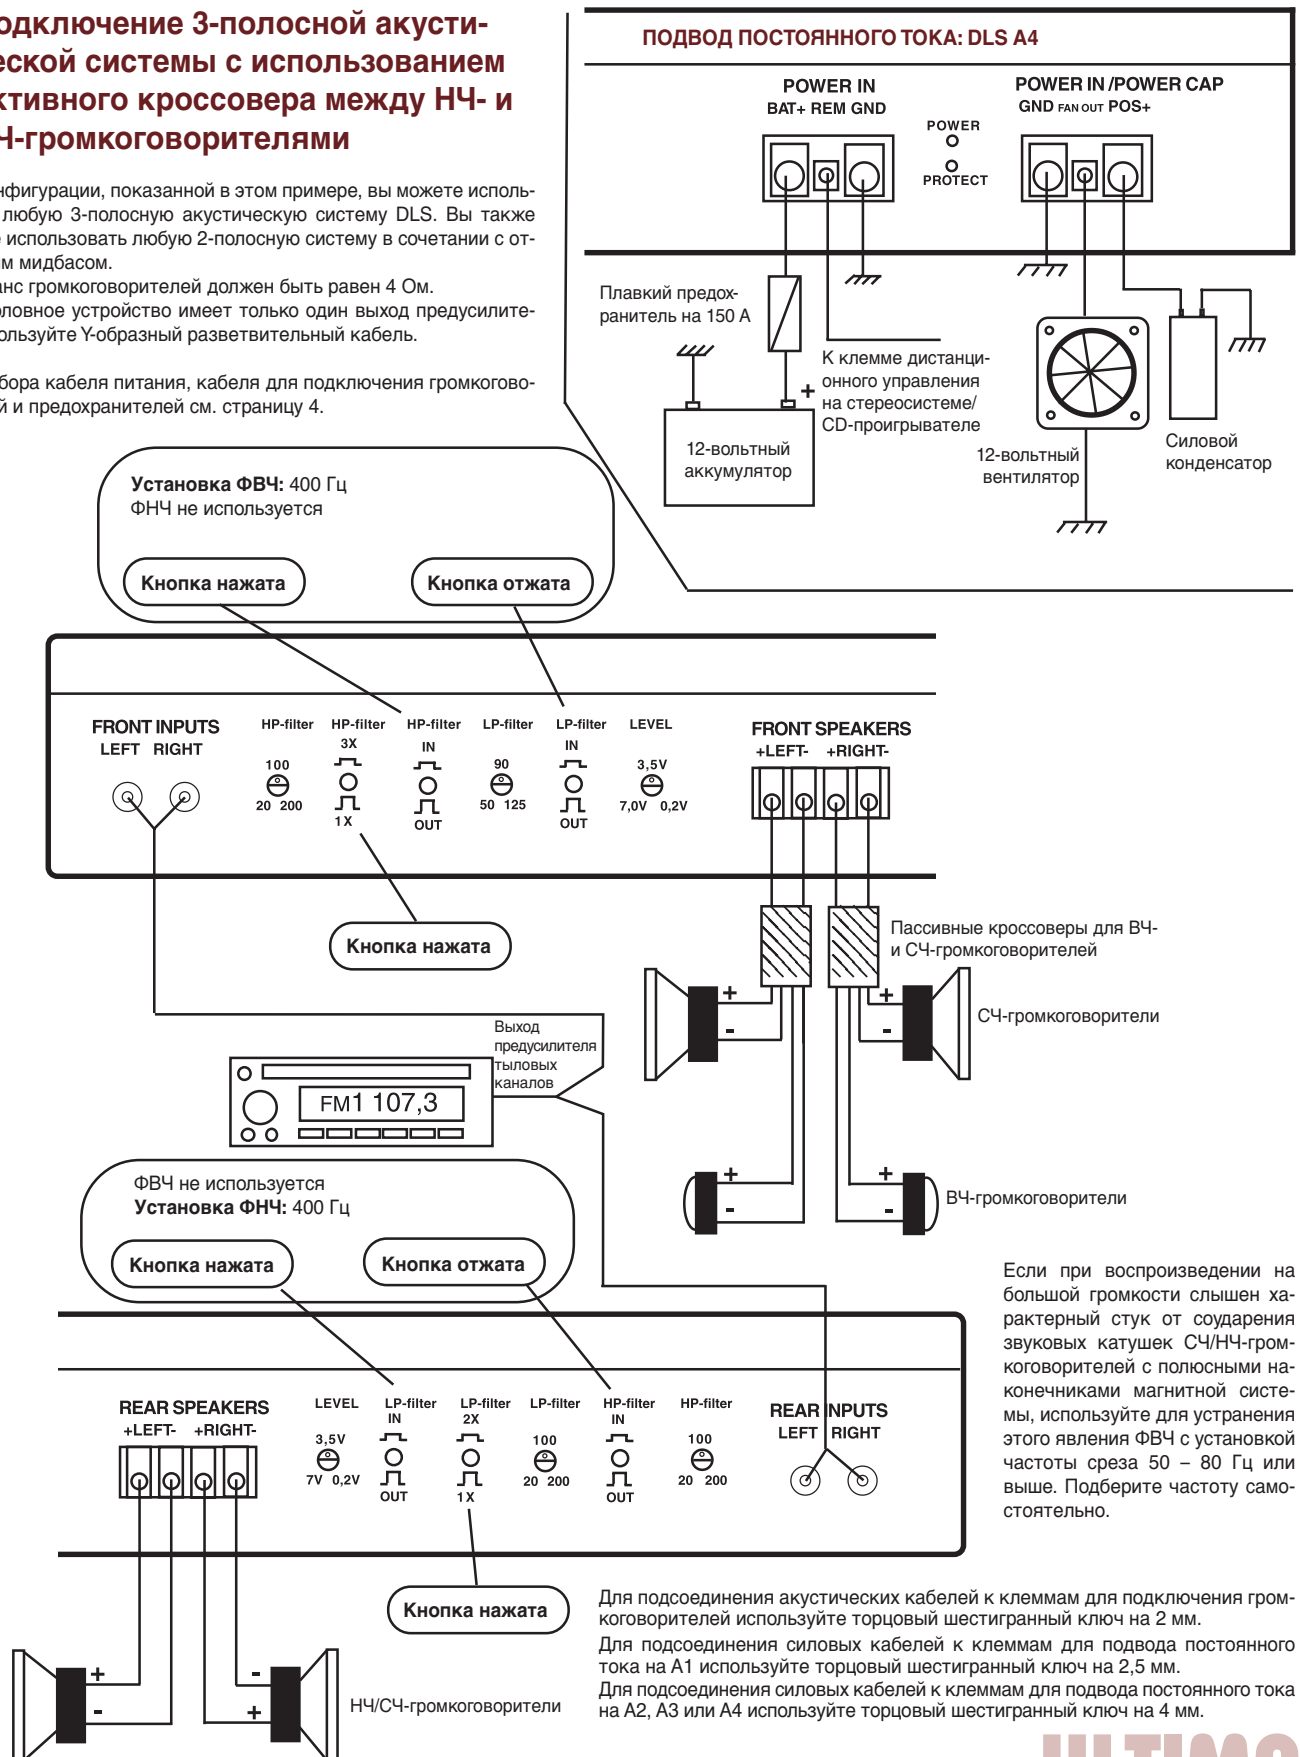 одключение 3-полосной акусти-
еской системы с использованием
ктивного кроссовера между НЧ- и
Ч-громкоговорителями
нфигурации, показанной в этом примере, вы можете исполь-
любую 3-полосную акустическую систему DLS. Вы также
е использовать любую 2-полосную систему в сочетании с от-
ым мидбасом.
анс громкоговорителей должен быть равен 4 Ом.
оловное устройство имеет только один выход предусилите-
ользуйте Y-образный разветвительный кабель.
бора кабеля питания, кабеля для подключения громкогово-
й и предохранителей см. страницу 4.
ПОДВОД ПОСТОЯННОГО ТОКА: DLS A4
POWER IN
BAT+ REM GND
POWER
PROTECT
POWER IN /POWER CAP
GND FAN OUT POS+
Плавкий предох-
ранитель на 150 А
+
12-вольтный
аккумулятор
К клемме дистанци-
онного управления
на стереосистеме/
CD-проигрывателе
12-вольтный
вентилятор
Силовой
конденсатор
Установка ФВЧ: 400 Гц
ФНЧ не используется
Кнопка нажата
Кнопка отжата
FRONT INPUTS
LEFT RIGHT
HP-filter HP-filter HP-filter LP-filter LP-filter LEVEL
3X IN IN
100 90 3,5V
20 200 50 125 7,0V 0,2V
1X OUT OUT
FRONT SPEAKERS
+LEFT- +RIGHT-
Кнопка нажата
Пассивные кроссоверы для ВЧ-
и СЧ-громкоговорителей
+ +
- -
СЧ-громкоговорители
Выход
предусилителя
тыловых
каналов
FM1 107,3
+ +
- -
ВЧ-громкоговорители
ФВЧ не используется
Установка ФНЧ: 400 Гц
Кнопка нажата
Кнопка отжата
Если при воспроизведении на
большой громкости слышен ха-
рактерный стук от соударения
звуковых катушек СЧ/НЧ-гром-
коговорителей с полюсными на-
конечниками магнитной систе-
мы, используйте для устранения
этого явления ФВЧ с установкой
частоты среза 50 – 80 Гц или
выше. Подберите частоту само-
стоятельно.
REAR SPEAKERS
+LEFT- +RIGHT-
LEVEL LP-filter LP-filter LP-filter HP-filter HP-filter
IN 2X IN
3,5V 100 100
7V 0,2V 20 200 20 200
OUT 1X OUT
REAR INPUTS
LEFT RIGHT
Кнопка нажата
+ -
- +
НЧ/СЧ-громкоговорители
Для подсоединения акустических кабелей к клеммам для подключения гром-
коговорителей используйте торцовый шестигранный ключ на 2 мм.
Для подсоединения силовых кабелей к клеммам для подвода постоянного
тока на A1 используйте торцовый шестигранный ключ на 2,5 мм.
Для подсоединения силовых кабелей к клеммам для подвода постоянного тока
на A2, A3 или A4 используйте торцовый шестигранный ключ на 4 мм.
ULTIMO